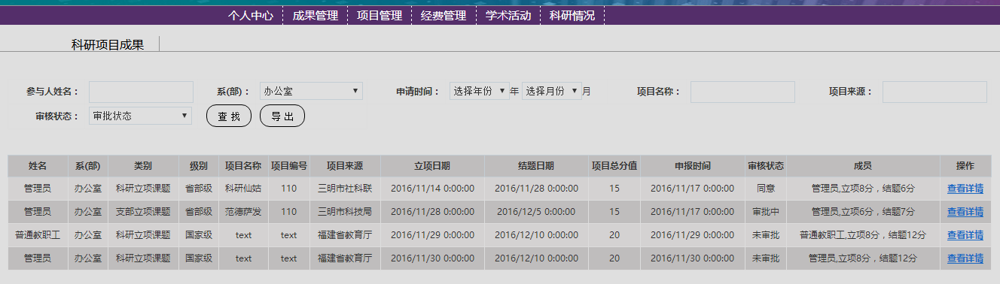 个人中心 成果管理 项目管理 经费管理 学术活动 科研情况
科研项目成果
参与人姓名： 系(部)： 办公室 申请时间： 选择年份 年 选择月份 月 项目名称： 项目来源：
审核状态： 审批状态 查 找 导 出
姓名 系(部) 类别 级别 项目名称 项目编号 项目来源 立项日期 结题日期 项目总分值 申报时间 审核状态 成员 操作
管理员 办公室 科研立项课题 省部级 科研仙姑 110 三明市社科联 2016/11/14 0:00:00 2016/11/28 0:00:00 15 2016/11/17 0:00:00 同意 管理员,立项8分，结题6分 查看详情
管理员 办公室 支部立项课题 省部级 范德萨发 110 三明市科技局 2016/11/28 0:00:00 2016/12/5 0:00:00 15 2016/11/17 0:00:00 审批中 管理员,立项6分，结题7分 查看详情
普通教职工 办公室 科研立项课题 国家级 text text 福建省教育厅 2016/11/29 0:00:00 2016/12/10 0:00:00 20 2016/11/29 0:00:00 未审批 普通教职工,立项8分，结题12分 查看详情
管理员 办公室 科研立项课题 国家级 text text 福建省教育厅 2016/11/30 0:00:00 2016/12/10 0:00:00 20 2016/11/30 0:00:00 未审批 管理员,立项8分，结题12分 查看详情